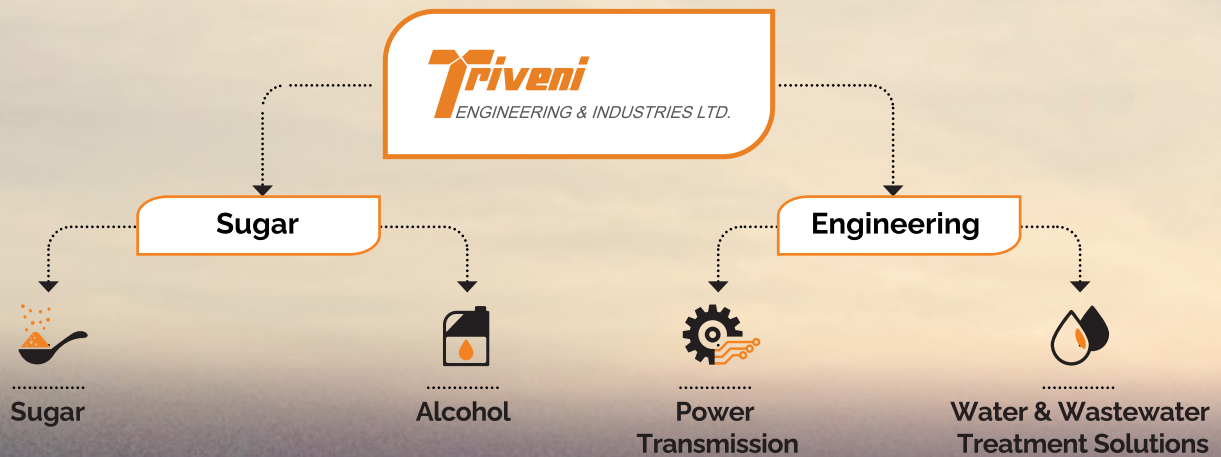 Triveni
ENGINEERING & INDUSTRIES LTD.
Sugar
Engineering
Sugar
Alcohol
Power
Transmission
Water & Wastewater
Treatment Solutions